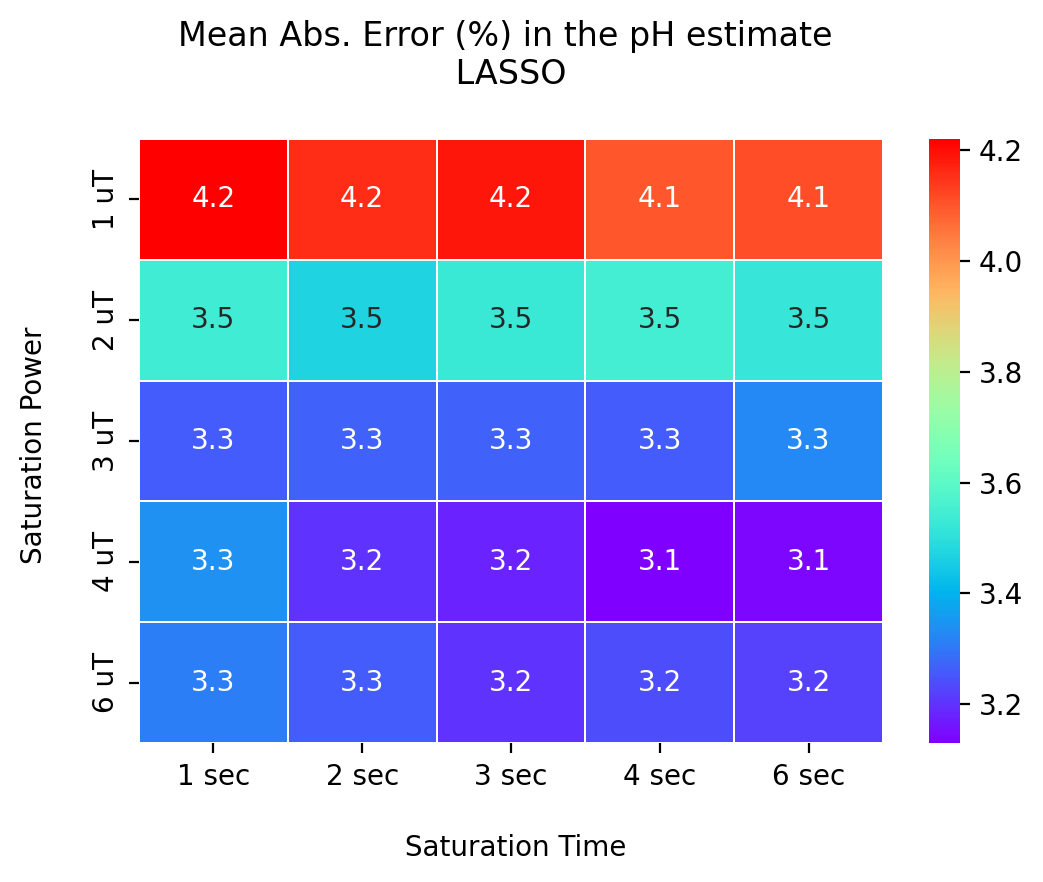 Mean Abs. Error (%) in the pH estimate
LASSO
Saturation Power
1 uT
4.2 4.2 4.2 4.1 4.1
2 uT
3.5 3.5 3.5 3.5 3.5
3 uT
3.3 3.3 3.3 3.3 3.3
4 uT
3.3 3.2 3.2 3.1 3.1
6 uT
3.3 3.3 3.2 3.2 3.2
1 sec 2 sec 3 sec 4 sec 6 sec
Saturation Time
4.2
4.0
3.8
3.6
3.4
3.2